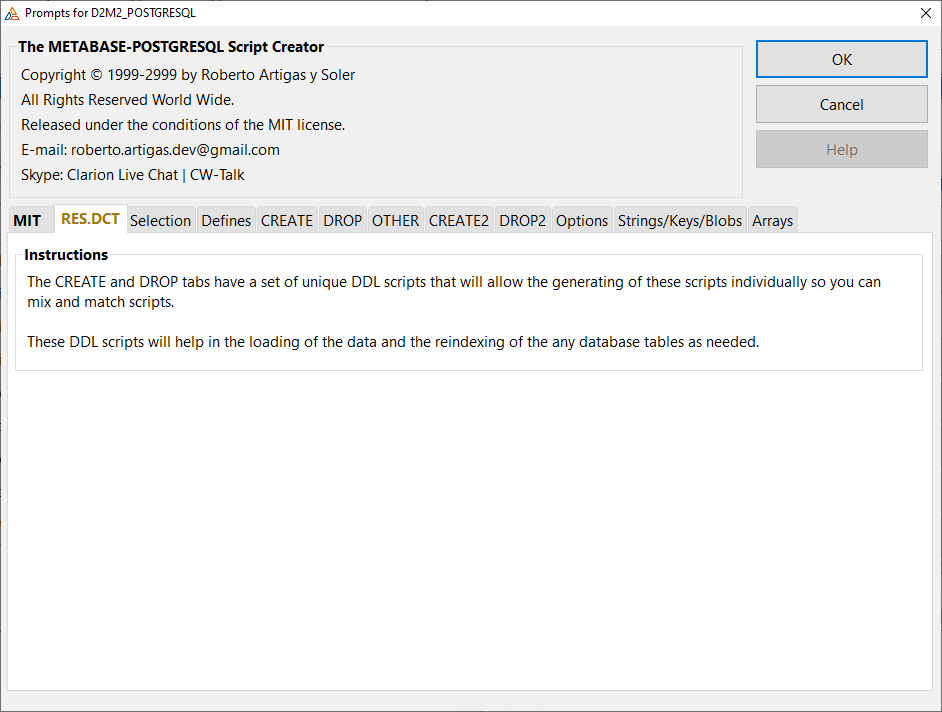 Prompts for D2M2_POSTGRESQL
The METABASE-POSTGRESQL Script Creator
Copyright © 1999-2999 by Roberto Artigas y Soler
All Rights Reserved World Wide.
Released under the conditions of the MIT license.
E-mail: roberto.artigas.dev@gmail.com
Skype: Clarion Live Chat | CW-Talk
OK
Cancel
Help
MIT RES.DCT Selection Defines CREATE DROP OTHER CREATE2 DROP2 Options Strings/Keys/Blobs Arrays
Instructions
The CREATE and DROP tabs have a set of unique DDL scripts that will allow the generating of these scripts individually so you can
mix and match scripts.
These DDL scripts will help in the loading of the data and the reindexing of the any database tables as needed.